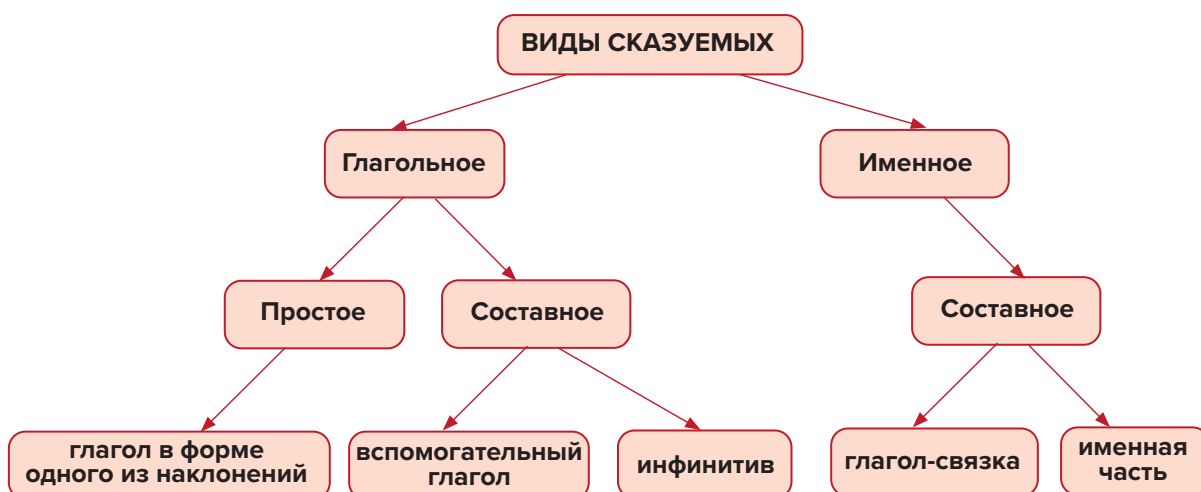 ВИДЫ СКАЗУЕМЫХ
Глагольное
Именное
Простое
Составное
Составное
глагол в форме
одного из наклонений
вспомогательный
глагол
инфинитив
глагол-связка
именная
часть